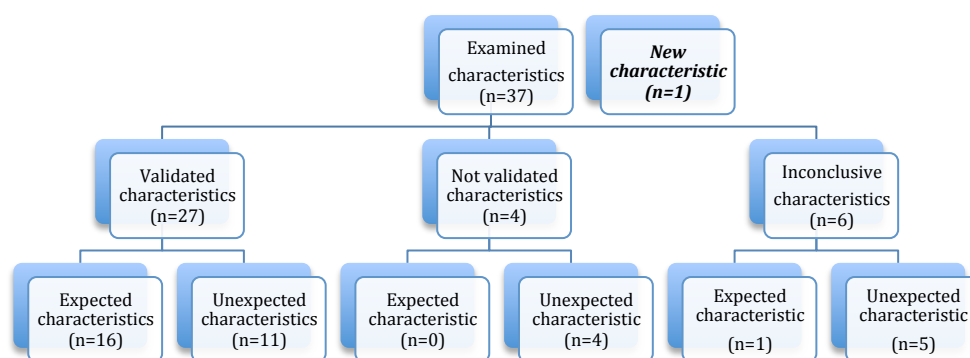 Examined
characteristics
(n=37)
New
characteristic
(n=1)
Validated
characteristics
(n=27)
Not validated
characteristics
(n=4)
Inconclusive
characteristics
(n=6)
Expected
characteristics
(n=16)
Unexpected
characteristics
(n=11)
Expected
characteristic
(n=0)
Unexpected
characteristic
(n=4)
Expected
characteristic
(n=1)
Unexpected
characteristic
(n=5)